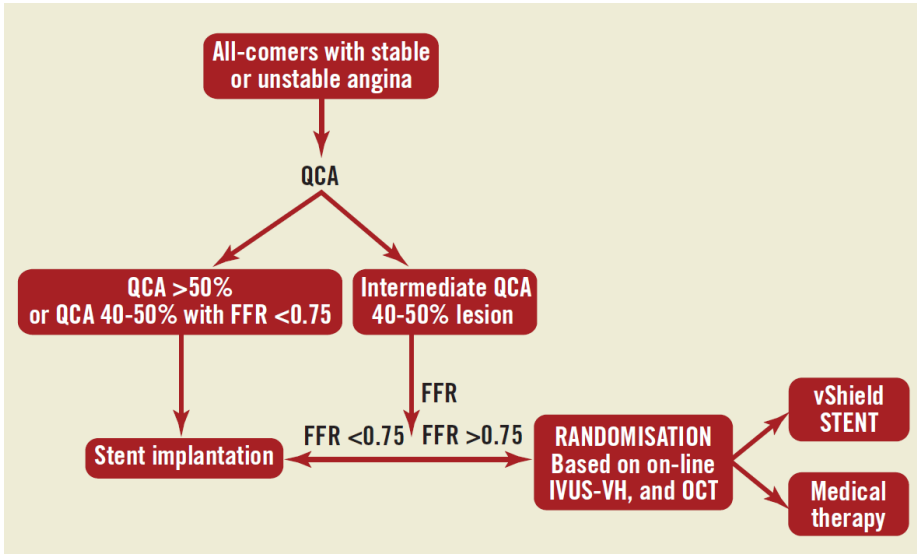 All-comers with stable
or unstable angina
QCA
QCA >50%
or QCA 40-50% with FFR <0.75
Intermediate QCA
40-50% lesion
FFR
FFR <0.75
FFR >0.75
Stent implantation
RANDOMISATION
Based on on-line
IVUS-VH, and OCT
vShield
STENT
Medical
therapy